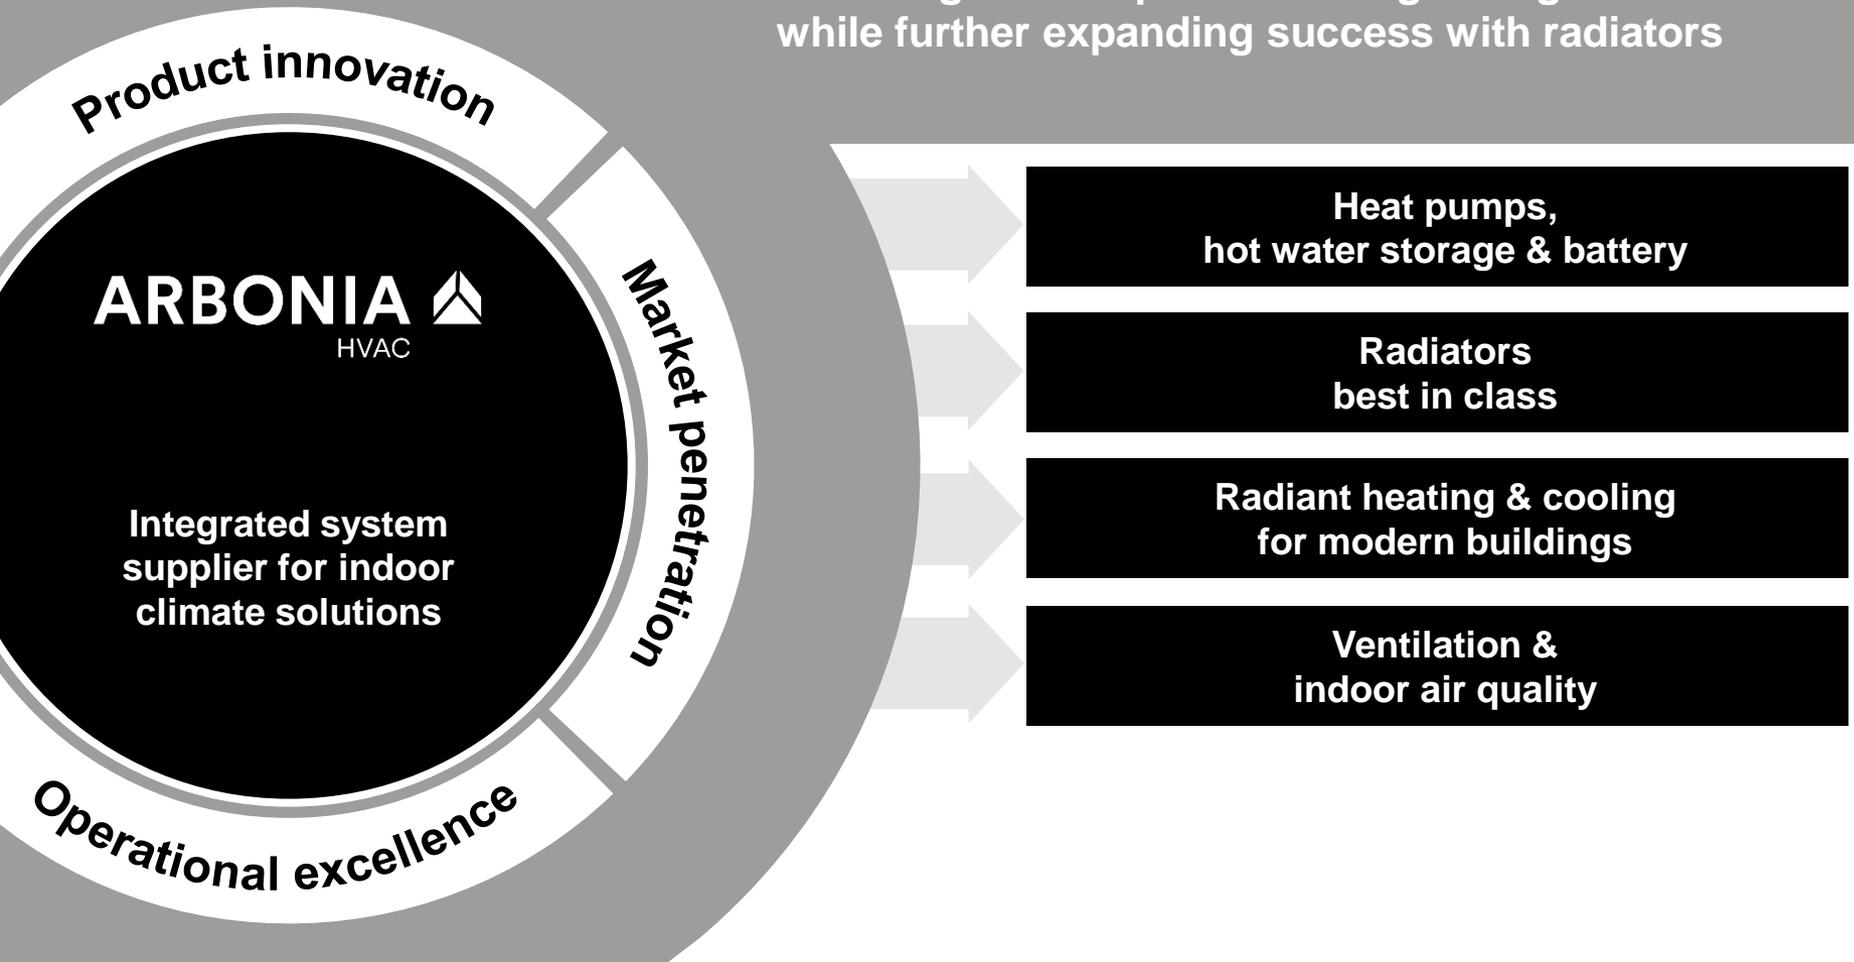 while further expanding success with radiators
Product innovation
Market penetration
Operational excellence
ARBONIA
HVAC
Integrated system
supplier for indoor
climate solutions
Heat pumps,
hot water storage & battery
Radiators
best in class
Radiant heating & cooling
for modern buildings
Ventilation &
indoor air quality